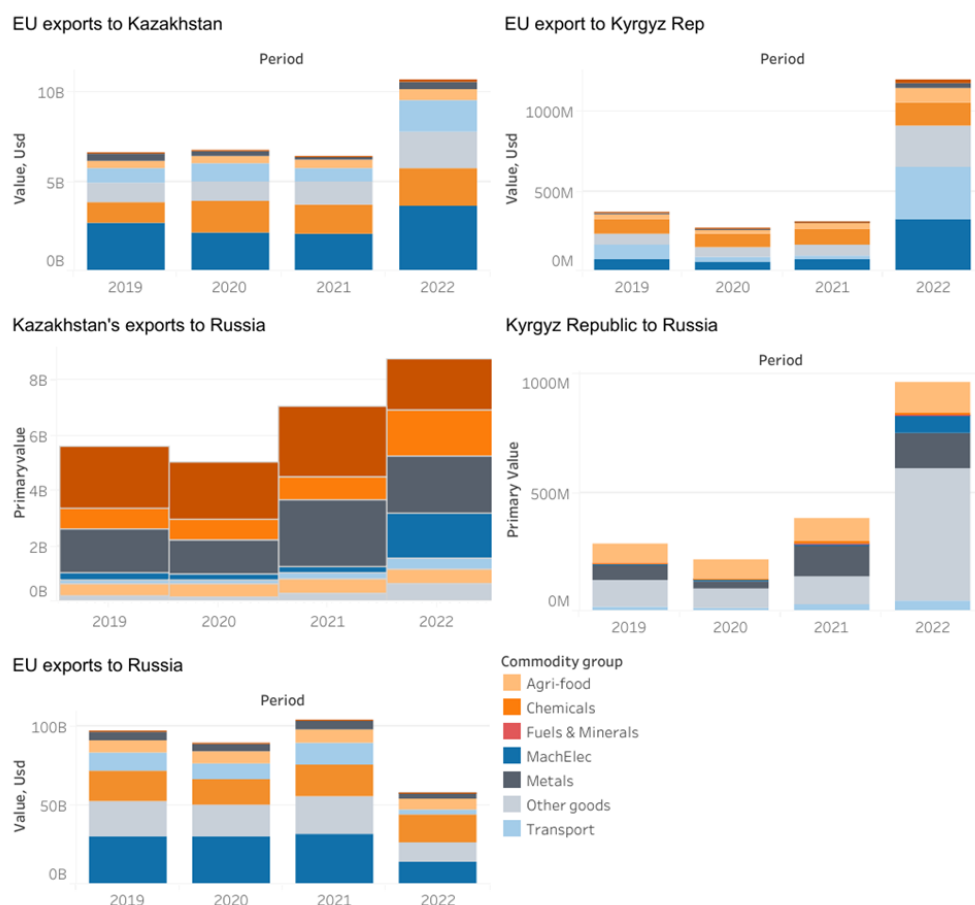 EU exports to Kazakhstan
Period
Value, Usd
10B
5B
0B
2019 2020 2021 2022
EU export to Kyrgyz Rep
Period
Value, Usd
1000M
500M
0M
2019 2020 2021 2022
Kazakhstan's exports to Russia
Primaryvalue
8B
6B
4B
2B
0B
2019 2020 2021 2022
Kyrgyz Republic to Russia
Period
Primary Value
1000M
500M
0M
2019 2020 2021 2022
EU exports to Russia
Period
Value, Usd
100B
50B
0B
2019 2020 2021 2022
Commodity group
Agri-food
Chemicals
Fuels & Minerals
MachElec
Metals
Other goods
Transport